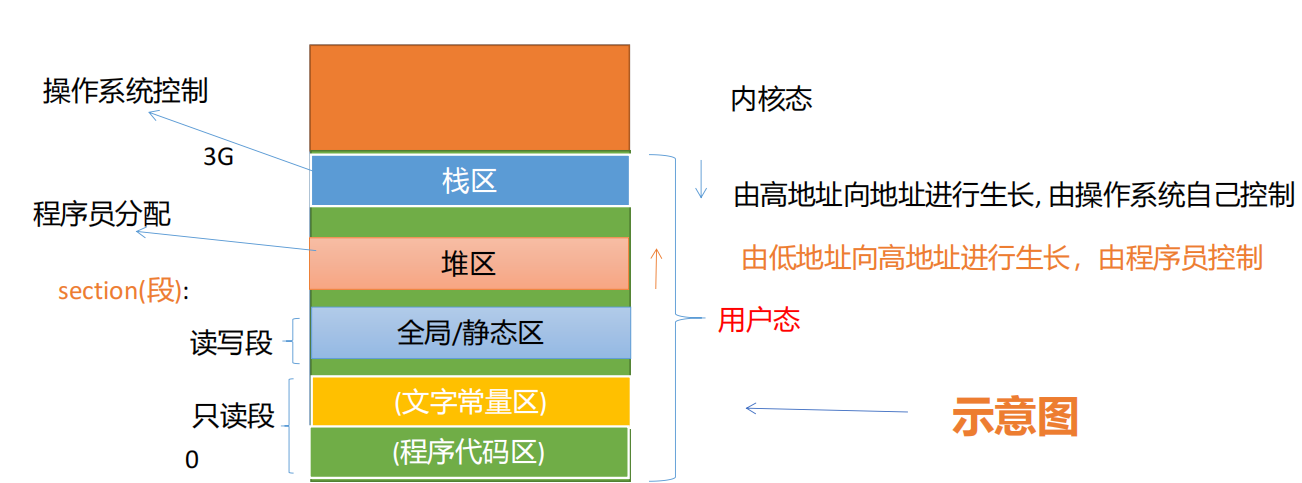 操作系统控制
内核态
3G
栈区
由高地址向地址进行生长, 由操作系统自己控制
程序员分配
堆区
由低地址向高地址进行生长，由程序员控制
section(段):
读写段
全局/静态区
用户态
只读段
(文字常量区)
示意图
(程序代码区)
0